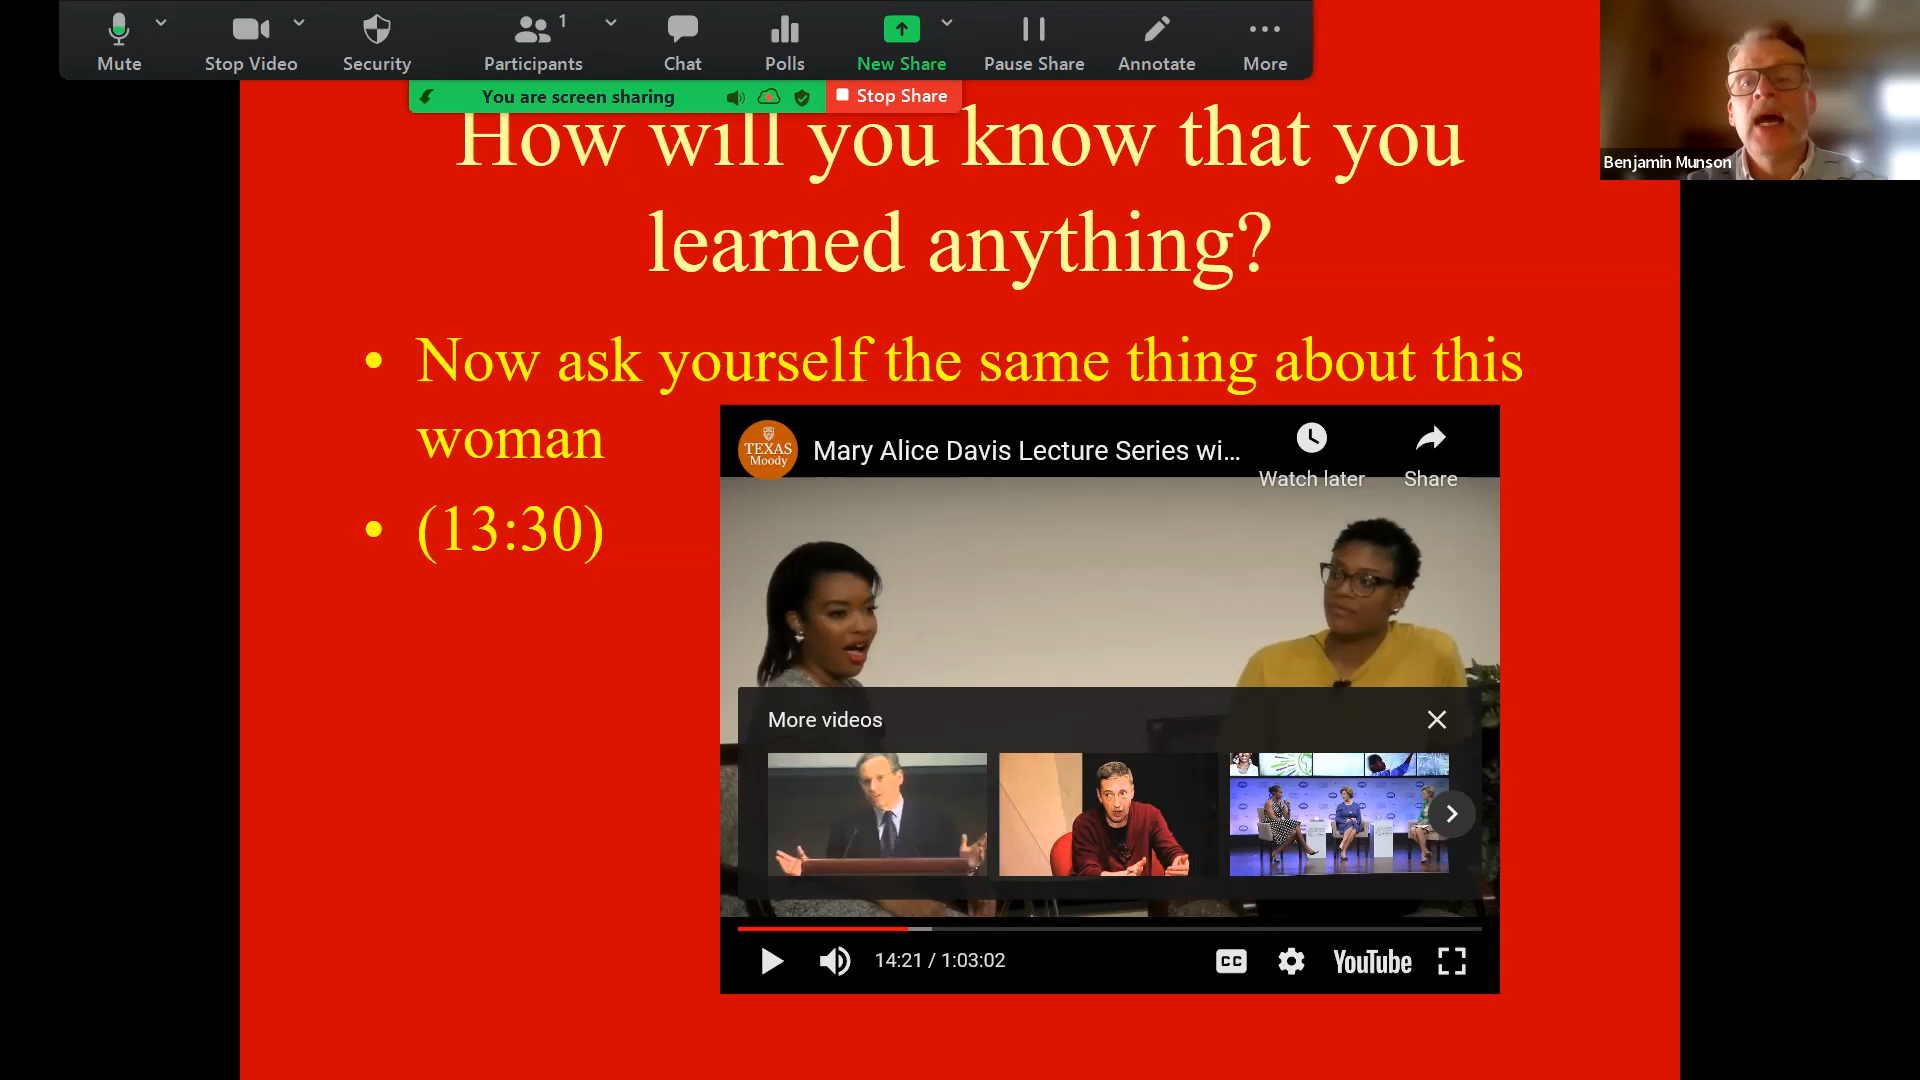 Mute
Stop Video
Security
Participants
1
Chat
Polls
New Share
Pause Share
Annotate
More
You are screen sharing
Stop Share
Benjamin Munson
How will you know that you
learned anything?
• Now ask yourself the same thing about this
woman
• (13:30)
TEXAS
Moody
Mary Alice Davis Lecture Series wi...
Watch later
Share
More videos
14:21 / 1:03:02
CC
YouTube